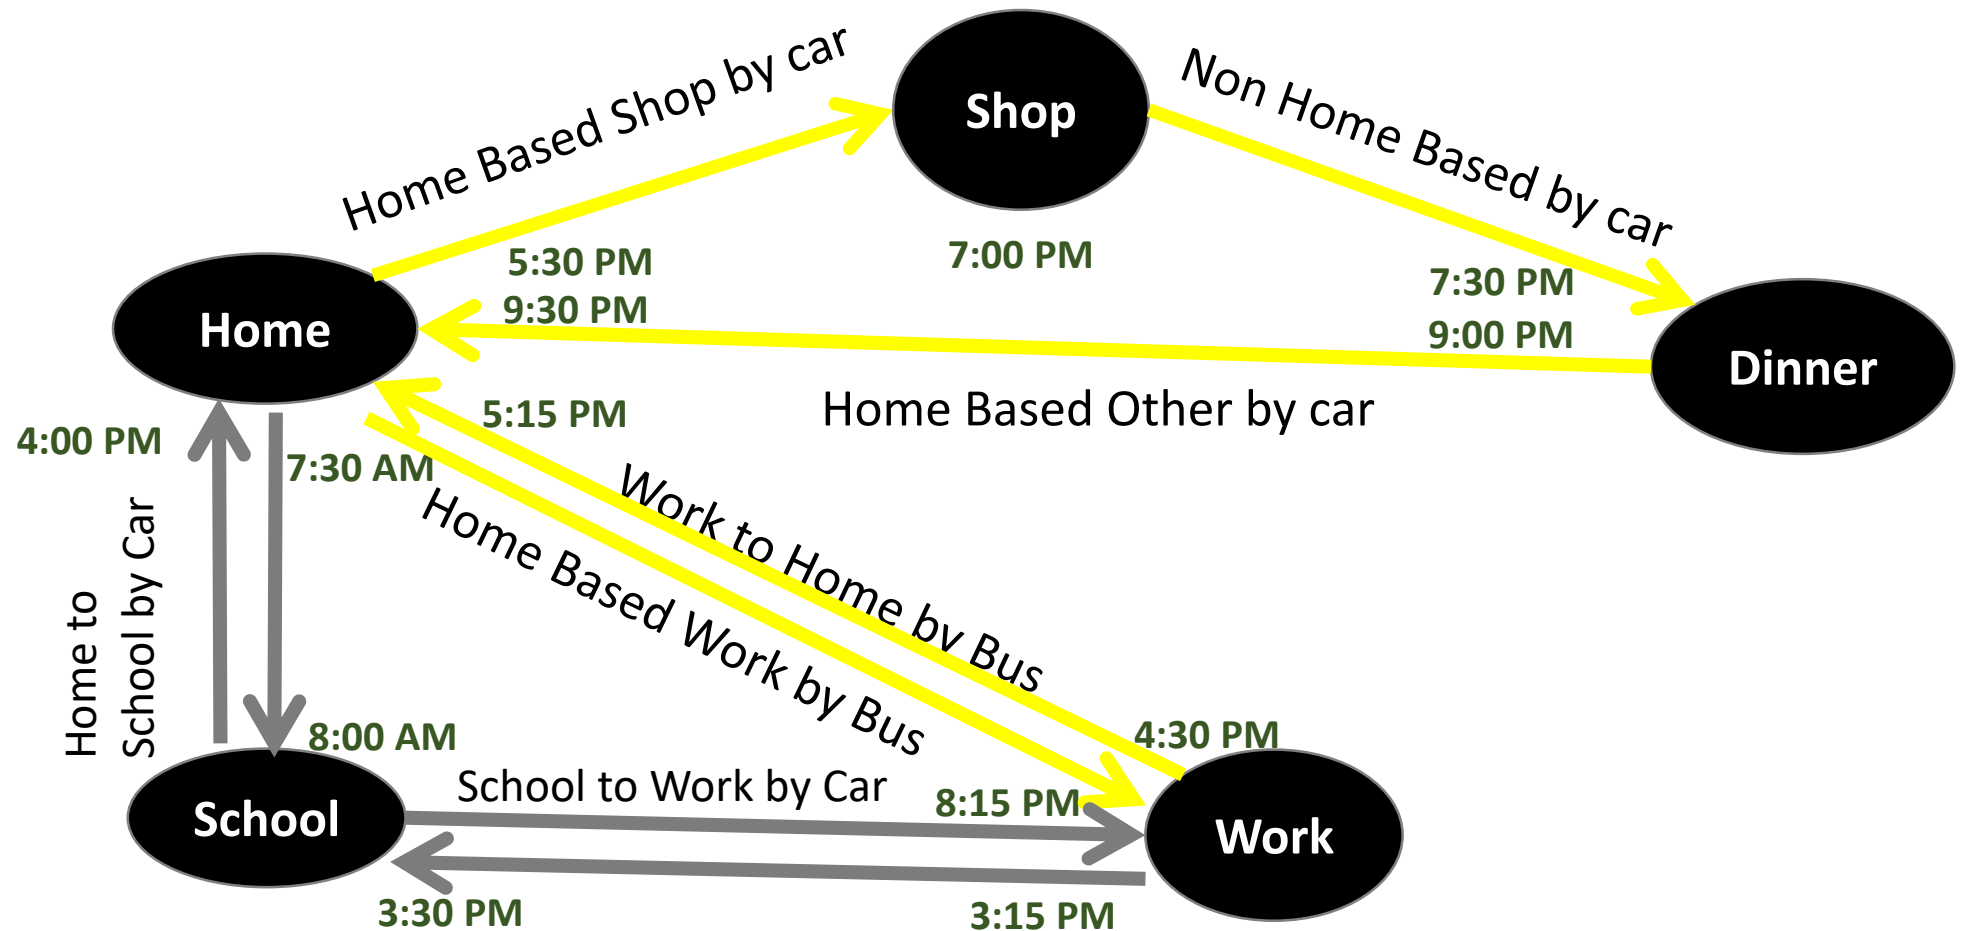 Home Based Shop by car
Shop
Non Home Based by car
5:30 PM
7:00 PM
7:30 PM
Home
9:30 PM
9:00 PM
Dinner
5:15 PM
Home Based Other by car
4:00 PM
7:30 AM
Work to Home by Bus
Home Based Work by Bus
Home to
School by Car
8:00 AM
4:30 PM
School to Work by Car
8:15 PM
School
Work
3:30 PM
3:15 PM